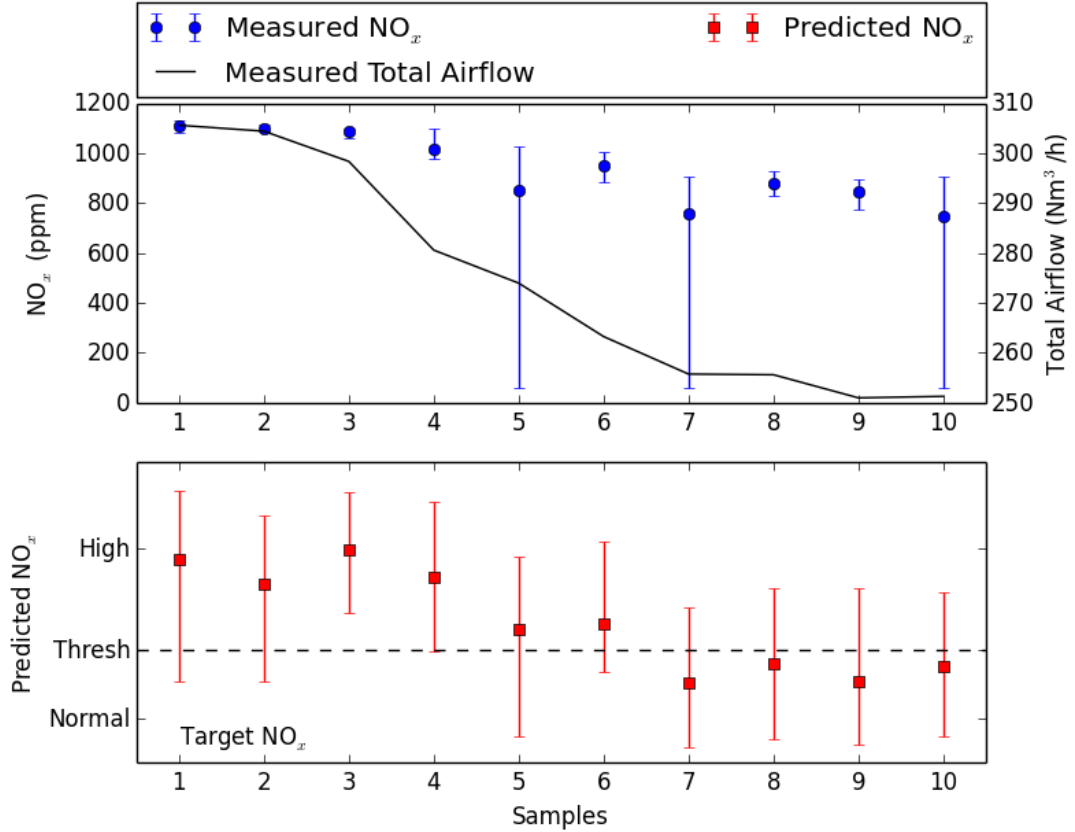 Measured NOx
Predicted NOx
Measured Total Airflow
NOx (ppm)
1200
1000
800
600
400
200
0
310
300
290
280
270
260
250
Total Airflow (Nm³/h)
1 2 3 4 5 6 7 8 9 10
Predicted NOx
High
Thresh
Normal
Target NOx
1 2 3 4 5 6 7 8 9 10
Samples